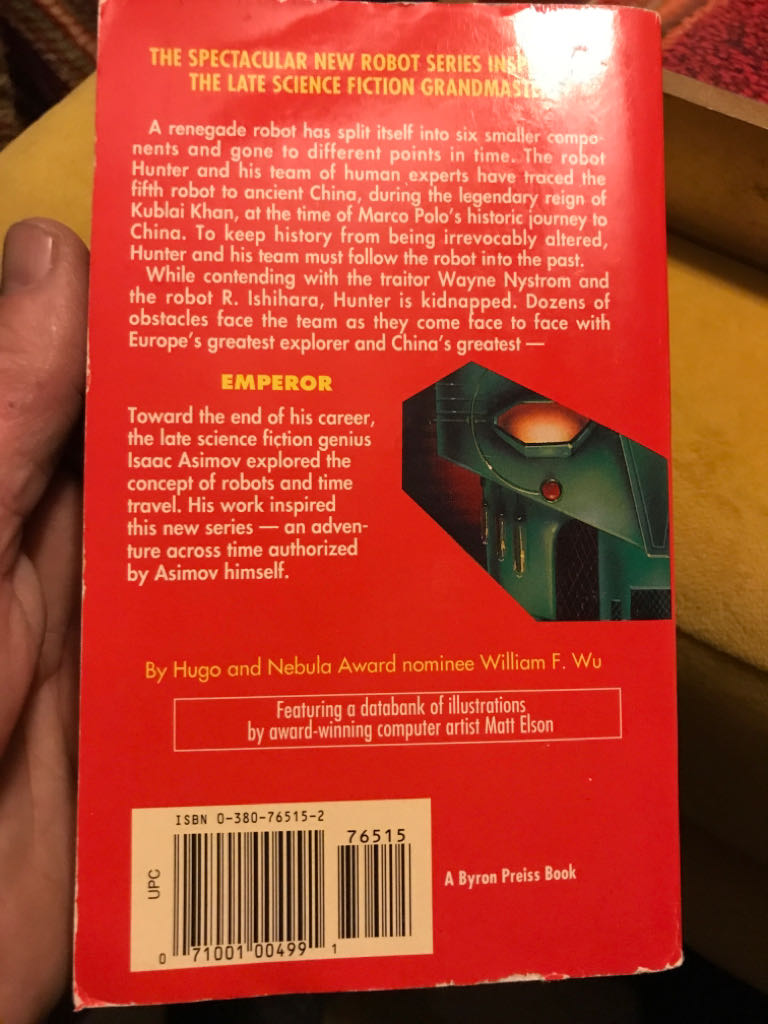 THE SPECTACULAR NEW ROBOT SERIES
THE LATE SCIENCE FICTION GRANDMASTER
A renegade robot has split itself into six smaller compo-
nents and gone to different points in time. The robot
Hunter and his team of human experts have traced the
fifth robot to ancient China, during the legendary reign of
Kublai Khan, at the time of Marco Polo's historic journey to
China. To keep history from being irrevocably altered,
Hunter and his team must follow the robot into the past.
While contending with the traitor Wayne Nystrom and
the robot R. Ishihara, Hunter is kidnapped. Dozens of
obstacles face the team as they come face to face with
Europe's greatest explorer and China's greatest —
EMPEROR
Toward the end of his career,
the late science fiction genius
Isaac Asimov explored the
concept of robots and time
travel. His work inspired
this new series — an adven-
ture across time authorized
by Asimov himself.
By Hugo and Nebula Award nominee William F. Wu
Featuring a databank of illustrations
by award-winning computer artist Matt Elson
ISBN 0-380-76515-2
76515
UPC
0 71001 00499 1
A Byron Preiss Book